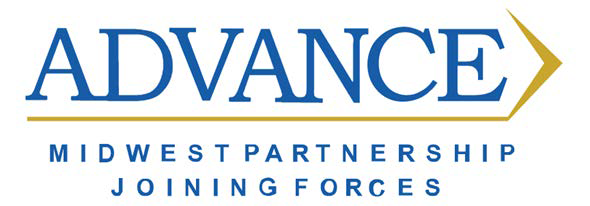 ADVANCE
MIDWEST PARTNERSHIP
JOINING FORCES